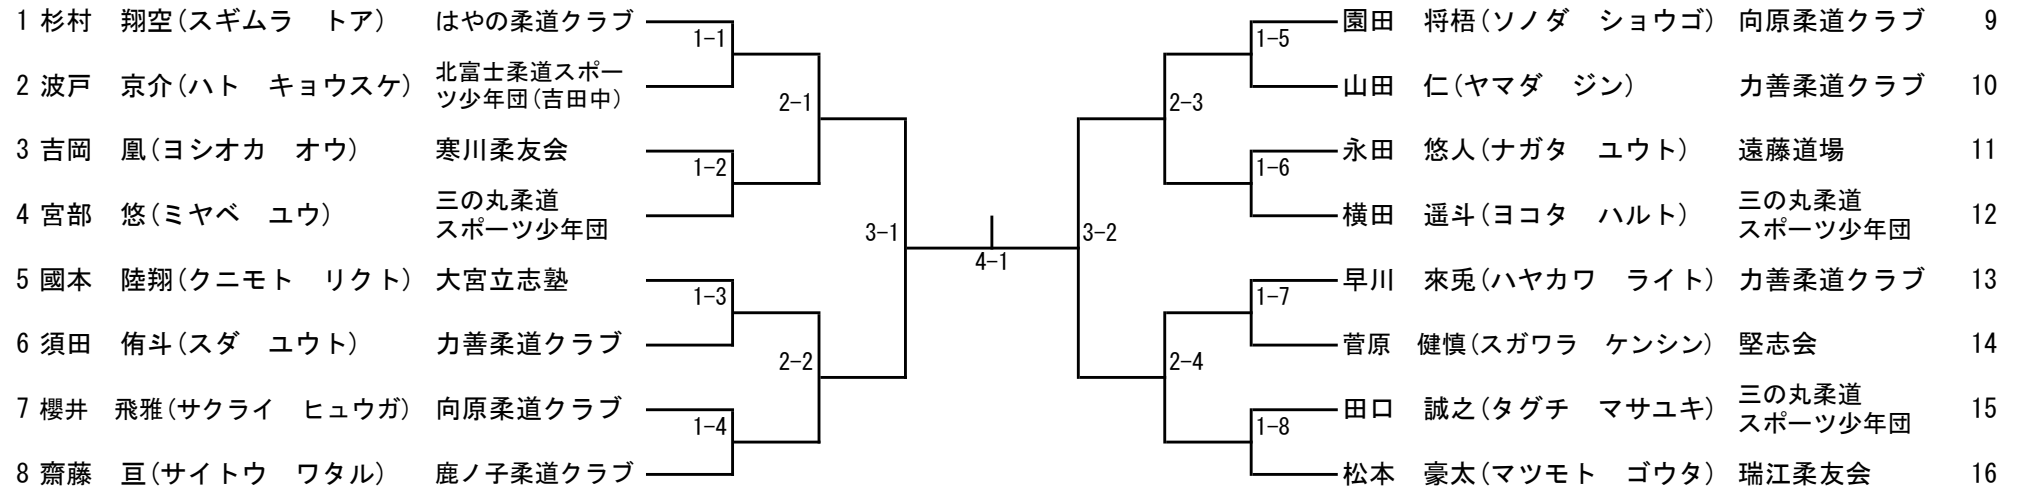 1 杉村　翔空(スギムラ　トア)　はやの柔道クラブ
1-1
2 波戸　京介(ハト　キョウスケ)　北富士柔道スポー
ツ少年団(吉田中)
2-1
3 吉岡　凰(ヨシオカ　オウ)　寒川柔友会
1-2
4 宮部　悠(ミヤベ　ユウ)　三の丸柔道
スポーツ少年団
3-1
5 國本　陸翔(クニモト　リクト)　大宮立志塾
1-3
6 須田　侑斗(スダ　ユウト)　力善柔道クラブ
2-2
7 櫻井　飛雅(サクライ　ヒュウガ)　向原柔道クラブ
1-4
8 齋藤　亘(サイトウ　ワタル)　鹿ノ子柔道クラブ
4-1
園田　将梧(ソノダ　ショウゴ)　向原柔道クラブ　9
1-5
山田　仁(ヤマダ　ジン)　力善柔道クラブ　10
2-3
永田　悠人(ナガタ　ユウト)　遠藤道場　11
1-6
横田　遥斗(ヨコタ　ハルト)　三の丸柔道
スポーツ少年団　12
3-2
早川　來兎(ハヤカワ　ライト)　力善柔道クラブ　13
1-7
菅原　健慎(スガワラ　ケンシン)　堅志会　14
2-4
田口　誠之(タグチ　マサユキ)　三の丸柔道
スポーツ少年団　15
1-8
松本　豪太(マツモト　ゴウタ)　瑞江柔友会　16